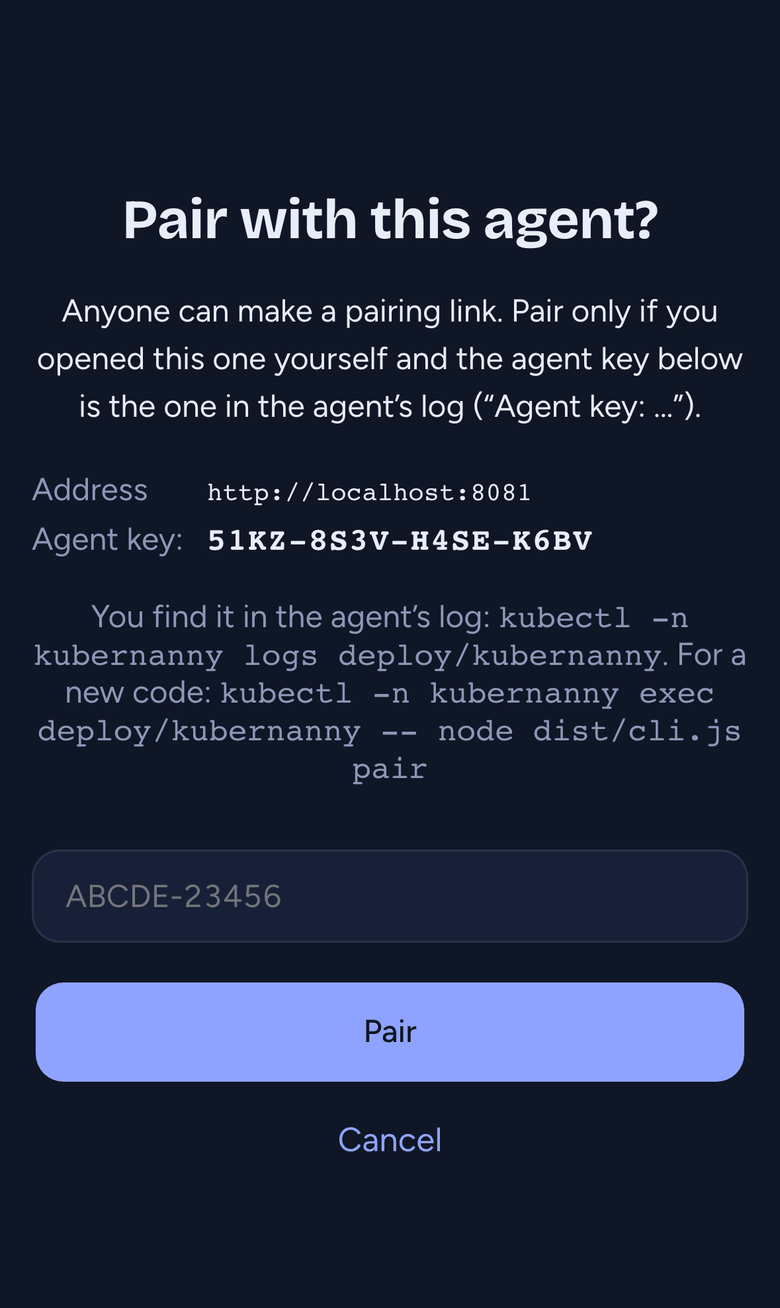 Pair with this agent?
Anyone can make a pairing link. Pair only if you
opened this one yourself and the agent key below
is the one in the agent’s log (“Agent key: …”).
Address http://localhost:8081
Agent key: 51KZ-8S3V-H4SE-K6BV
You find it in the agent’s log: kubectl -n
kubernanny logs deploy/kubernanny. For a
new code: kubectl -n kubernanny exec
deploy/kubernanny -- node dist/cli.js
pair
ABCDE-23456
Pair
Cancel